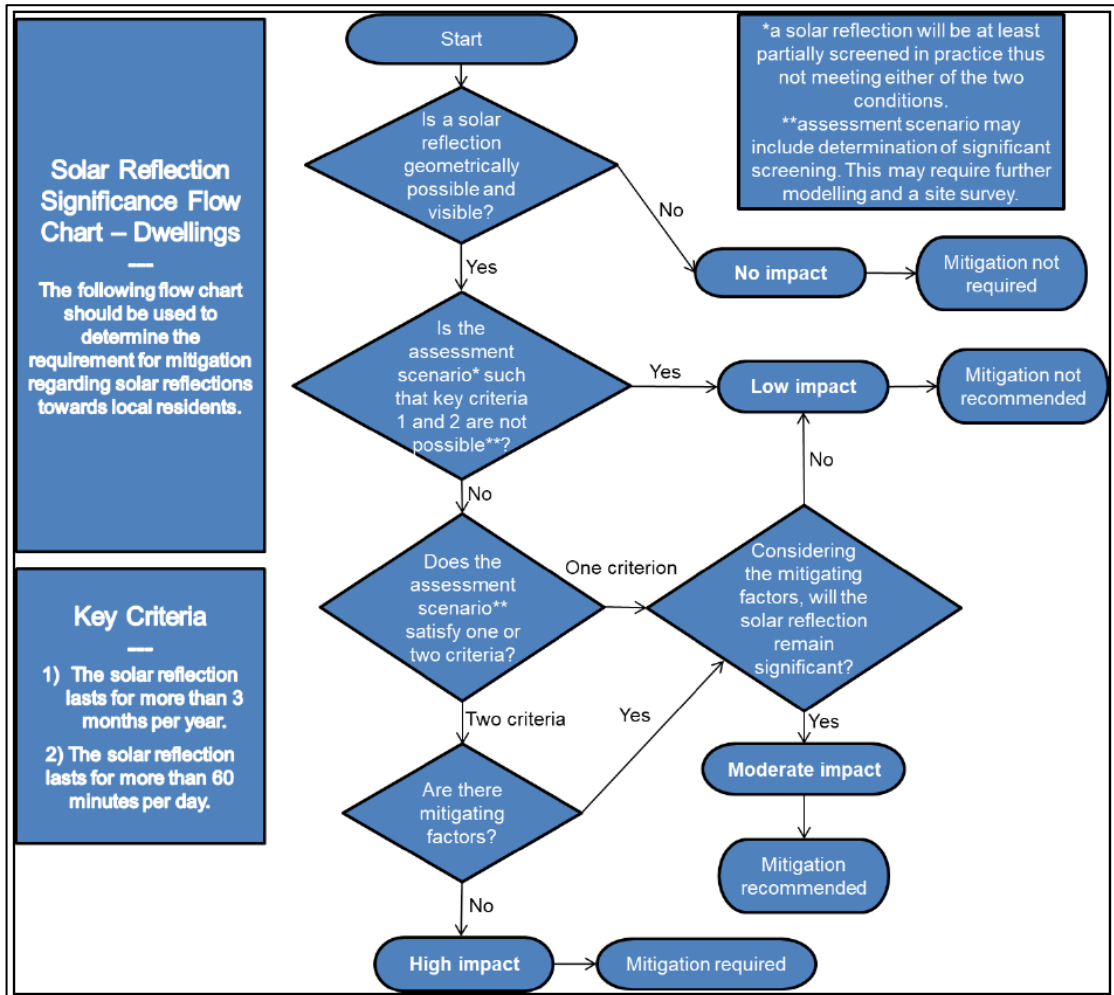 Solar Reflection
Significance Flow
Chart – Dwellings
---
The following flow chart
should be used to
determine the
requirement for mitigation
regarding solar reflections
towards local residents.
Key Criteria
---
1) The solar reflection
lasts for more than 3
months per year.
2) The solar reflection
lasts for more than 60
minutes per day.
Start
*a solar reflection will be at least
partially screened in practice thus
not meeting either of the two
conditions.
**assessment scenario may
include determination of significant
screening. This may require further
modelling and a site survey.
Is a solar
reflection
geometrically
possible and
visible?
No
No impact
Mitigation not
required
Yes
Is the
assessment
scenario* such
that key criteria
1 and 2 are not
possible**?
Yes
Low impact
Mitigation not
recommended
No
No
Does the
assessment
scenario**
satisfy one or
two criteria?
One criterion
Considering
the mitigating
factors, will the
solar reflection
remain
significant?
Two criteria
Yes
Yes
Moderate impact
Mitigation
recommended
Are there
mitigating
factors?
No
High impact
Mitigation required